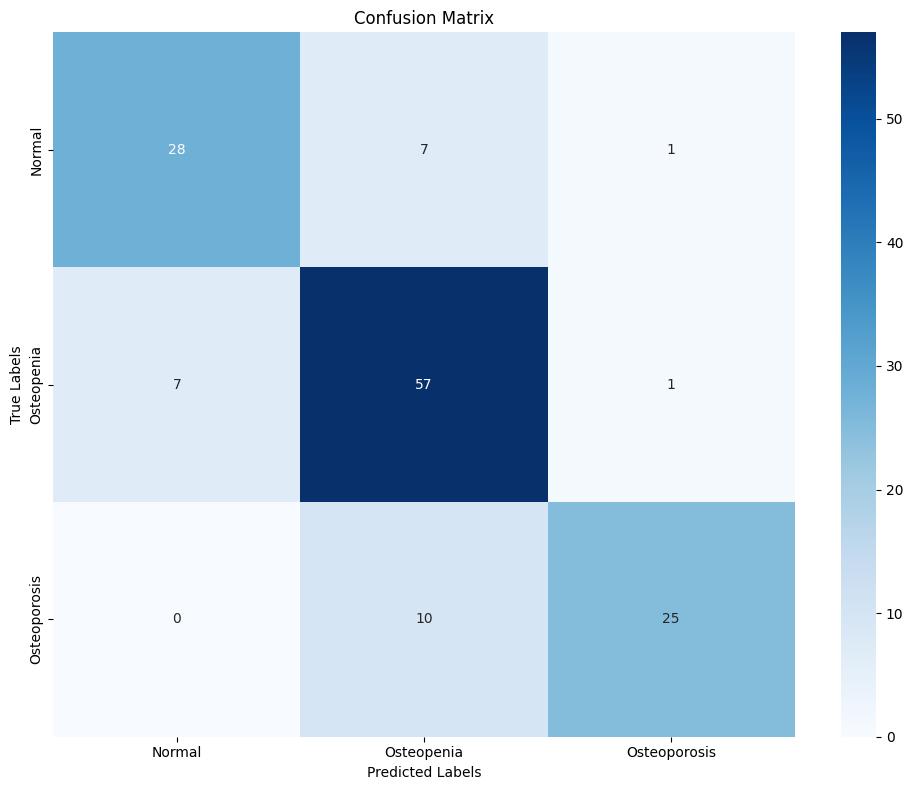 Confusion Matrix
Normal
28
7
1
True Labels
Osteopenia
7
57
1
Osteoporosis
0
10
25
Normal
Osteopenia
Osteoporosis
Predicted Labels
50
40
30
20
10
0